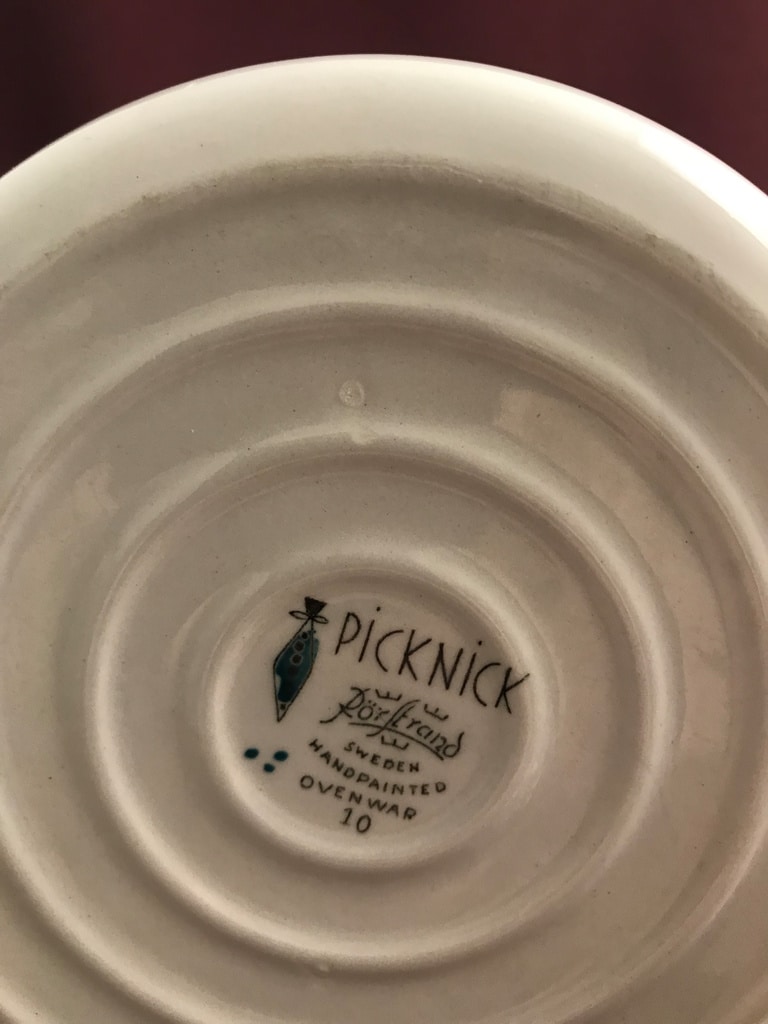 PiCKNiCK
Rörstrand
SWEDEN
HANDPAINTED
OVENWAR
10